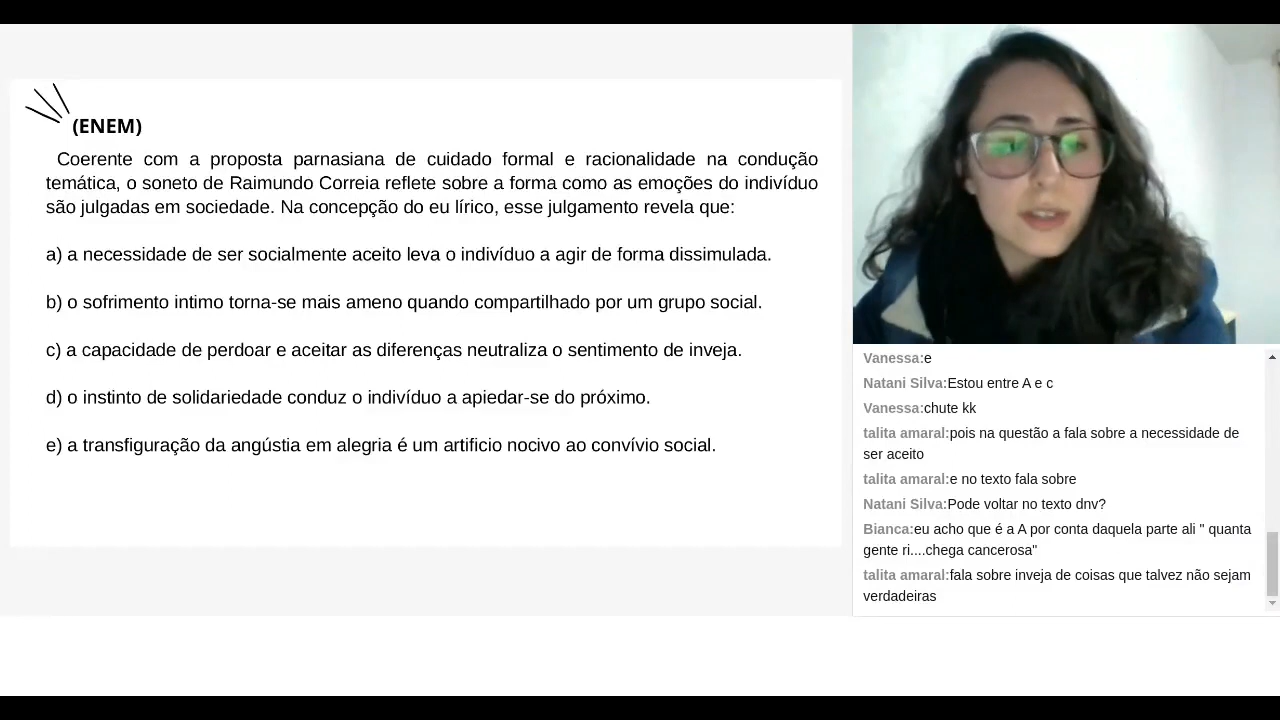 (ENEM)
Coerente com a proposta parnasiana de cuidado formal e racionalidade na condução
temática, o soneto de Raimundo Correia reflete sobre a forma como as emoções do indivíduo
são julgadas em sociedade. Na concepção do eu lírico, esse julgamento revela que:
a) a necessidade de ser socialmente aceito leva o indivíduo a agir de forma dissimulada.
b) o sofrimento intimo torna-se mais ameno quando compartilhado por um grupo social.
c) a capacidade de perdoar e aceitar as diferenças neutraliza o sentimento de inveja.
d) o instinto de solidariedade conduz o indivíduo a apiedar-se do próximo.
e) a transfiguração da angústia em alegria é um artificio nocivo ao convívio social.
Vanessa:e
Natani Silva:Estou entre A e c
Vanessa:chute kk
talita amaral:pois na questão a fala sobre a necessidade de
ser aceito
talita amaral:e no texto fala sobre
Natani Silva:Pode voltar no texto dnv?
Bianca:eu acho que é a A por conta daquela parte ali " quanta
gente ri....chega cancerosa"
talita amaral:fala sobre inveja de coisas que talvez não sejam
verdadeiras